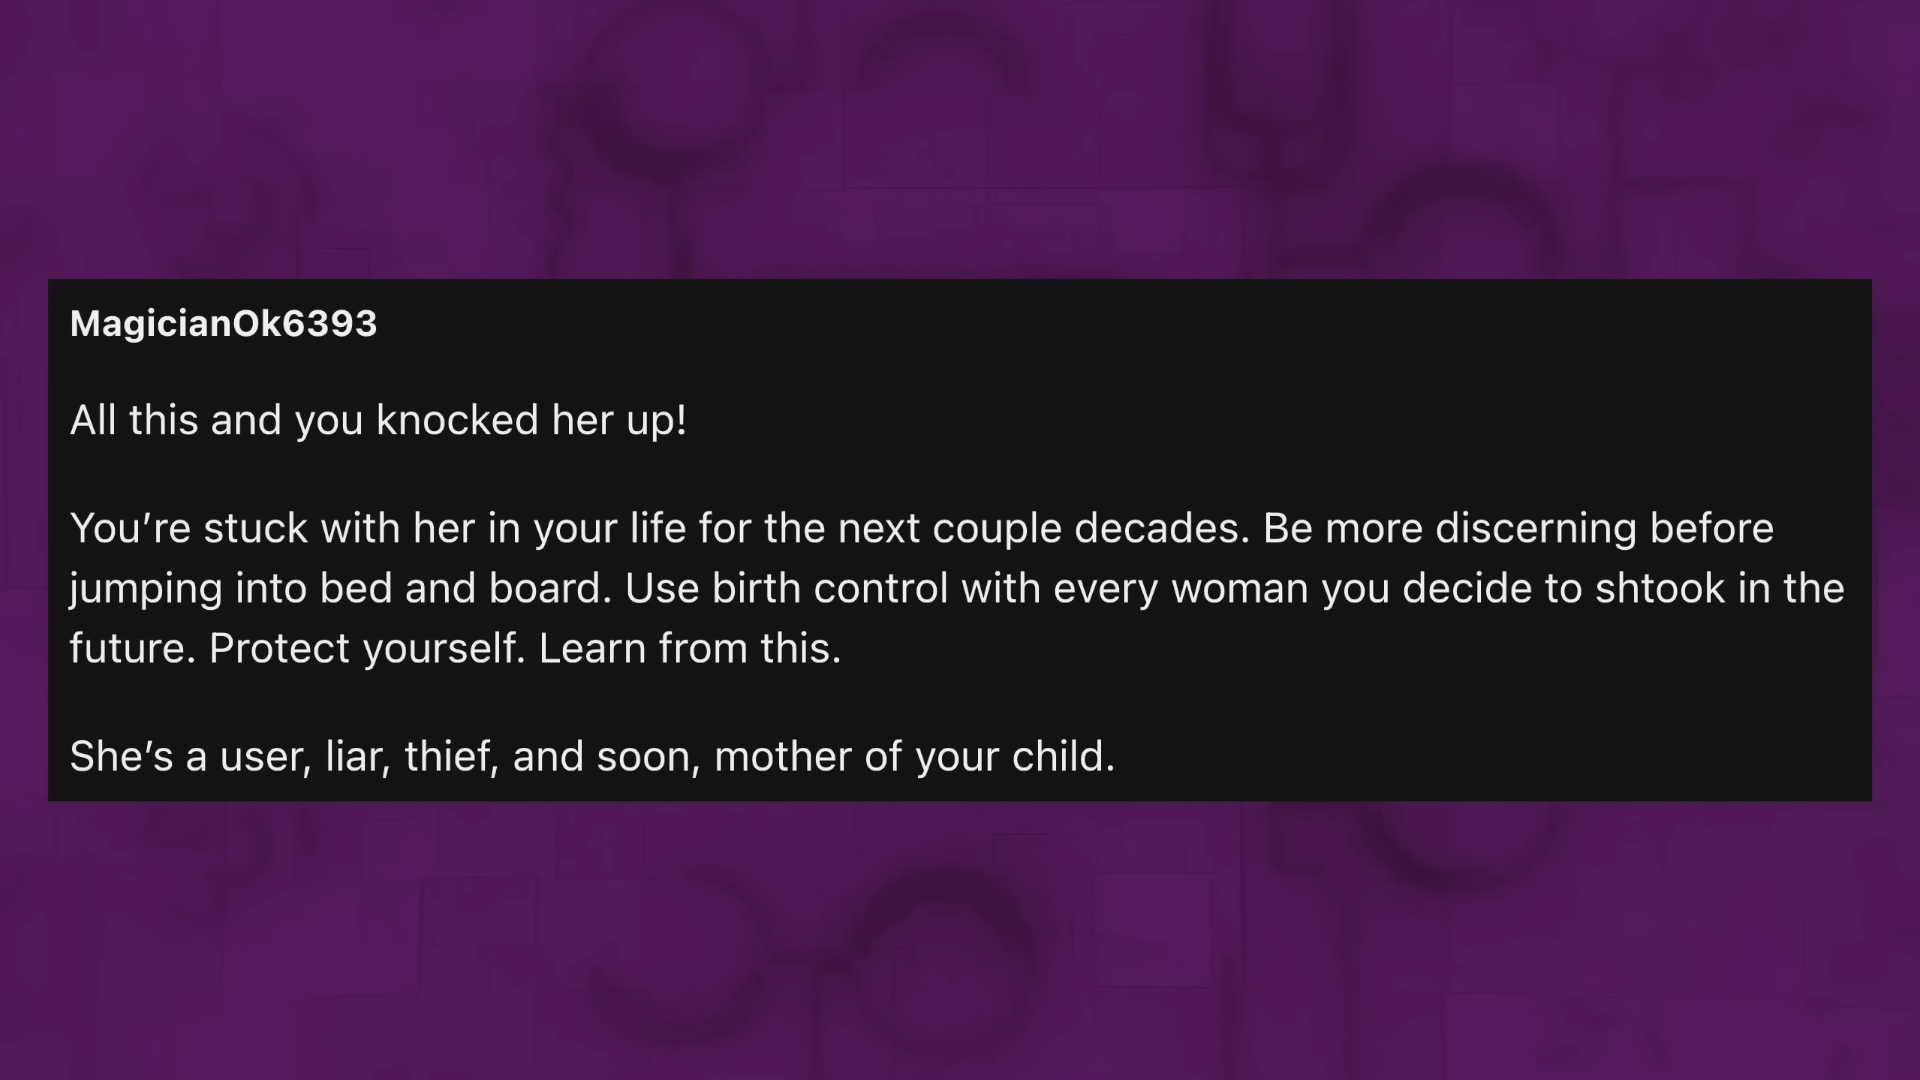 MagicianOk6393
All this and you knocked her up!
You’re stuck with her in your life for the next couple decades. Be more discerning before
jumping into bed and board. Use birth control with every woman you decide to shtook in the
future. Protect yourself. Learn from this.
She’s a user, liar, thief, and soon, mother of your child.